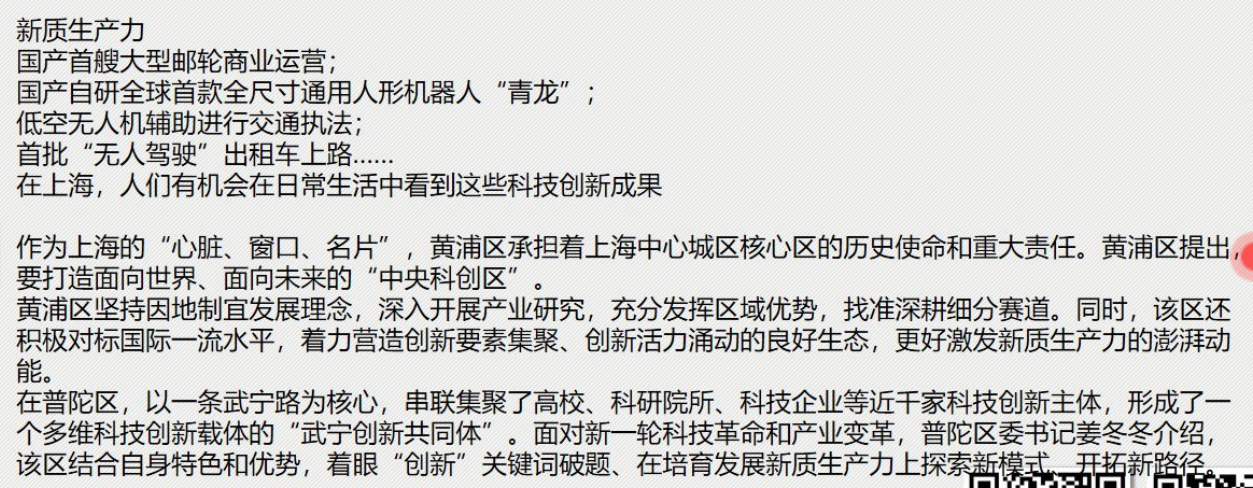 新质生产力
国产首艘大型邮轮商业运营；
国产自研全球首款全尺寸通用人形机器人“青龙”；
低空无人机辅助进行交通执法；
首批“无人驾驶”出租车上路……
在上海，人们有机会在日常生活中看到这些科技创新成果
作为上海的“心脏、窗口、名片”，黄浦区承担着上海中心城区核心区的历史使命和重大责任。黄浦区提出，
要打造面向世界、面向未来的“中央科创区”。
黄浦区坚持因地制宜发展理念，深入开展产业研究，充分发挥区域优势，找准深耕细分赛道。同时，该区还
积极对标国际一流水平，着力营造创新要素集聚、创新活力涌动的良好生态，更好激发新质生产力的澎湃动
能。
在普陀区，以一条武宁路为核心，串联集聚了高校、科研院所、科技企业等近千家科技创新主体，形成了一
个多维科技创新载体的“武宁创新共同体”。面对新一轮科技革命和产业变革，普陀区委书记姜冬冬介绍，
该区结合自身特色和优势，着眼“创新”关键词破题、在培育发展新质生产力上探索新模式、开拓新路径。